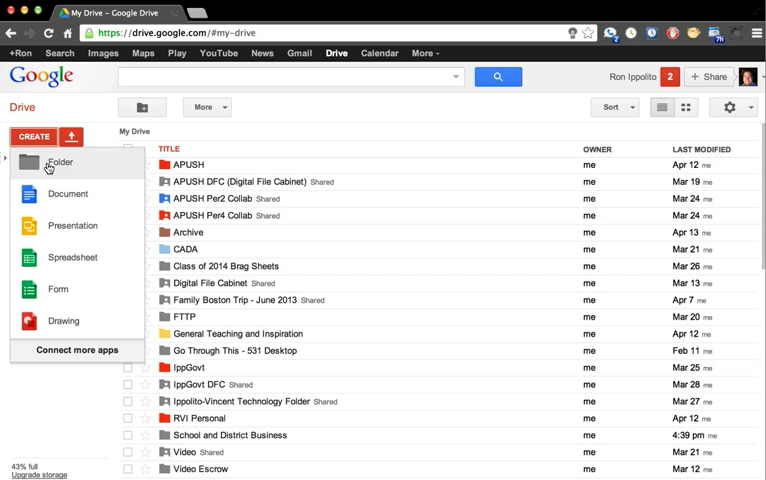 My Drive - Google Drive
https://drive.google.com/#my-drive
+Ron Search Images Maps Play YouTube News Gmail Drive Calendar More
Google
Ron Ippolito 2 + Share
Drive More Sort
CREATE
My Drive
TITLE OWNER LAST MODIFIED
Folder
Document
Presentation
Spreadsheet
Form
Drawing
Connect more apps
APUSH me Apr 12 me
APUSH DFC (Digital File Cabinet) Shared me Mar 19 me
APUSH Per2 Collab Shared me Mar 24 me
APUSH Per4 Collab Shared me Mar 24 me
Archive me Apr 13 me
CADA me Mar 21 me
Class of 2014 Brag Sheets me Mar 26 me
Digital File Cabinet Shared me Mar 13 me
Family Boston Trip - June 2013 Shared me Apr 7 me
FTTP me Mar 20 me
General Teaching and Inspiration me Apr 12 me
Go Through This - 531 Desktop me Feb 11 me
IppGovt me Mar 25 me
IppGovt DFC Shared me Mar 28 me
Ippolito-Vincent Technology Folder Shared me Mar 27 me
RVI Personal me Apr 12 me
School and District Business me 4:39 pm me
Video Shared me Mar 21 me
Video Escrow me Mar 12 me
43% full
Upgrade storage